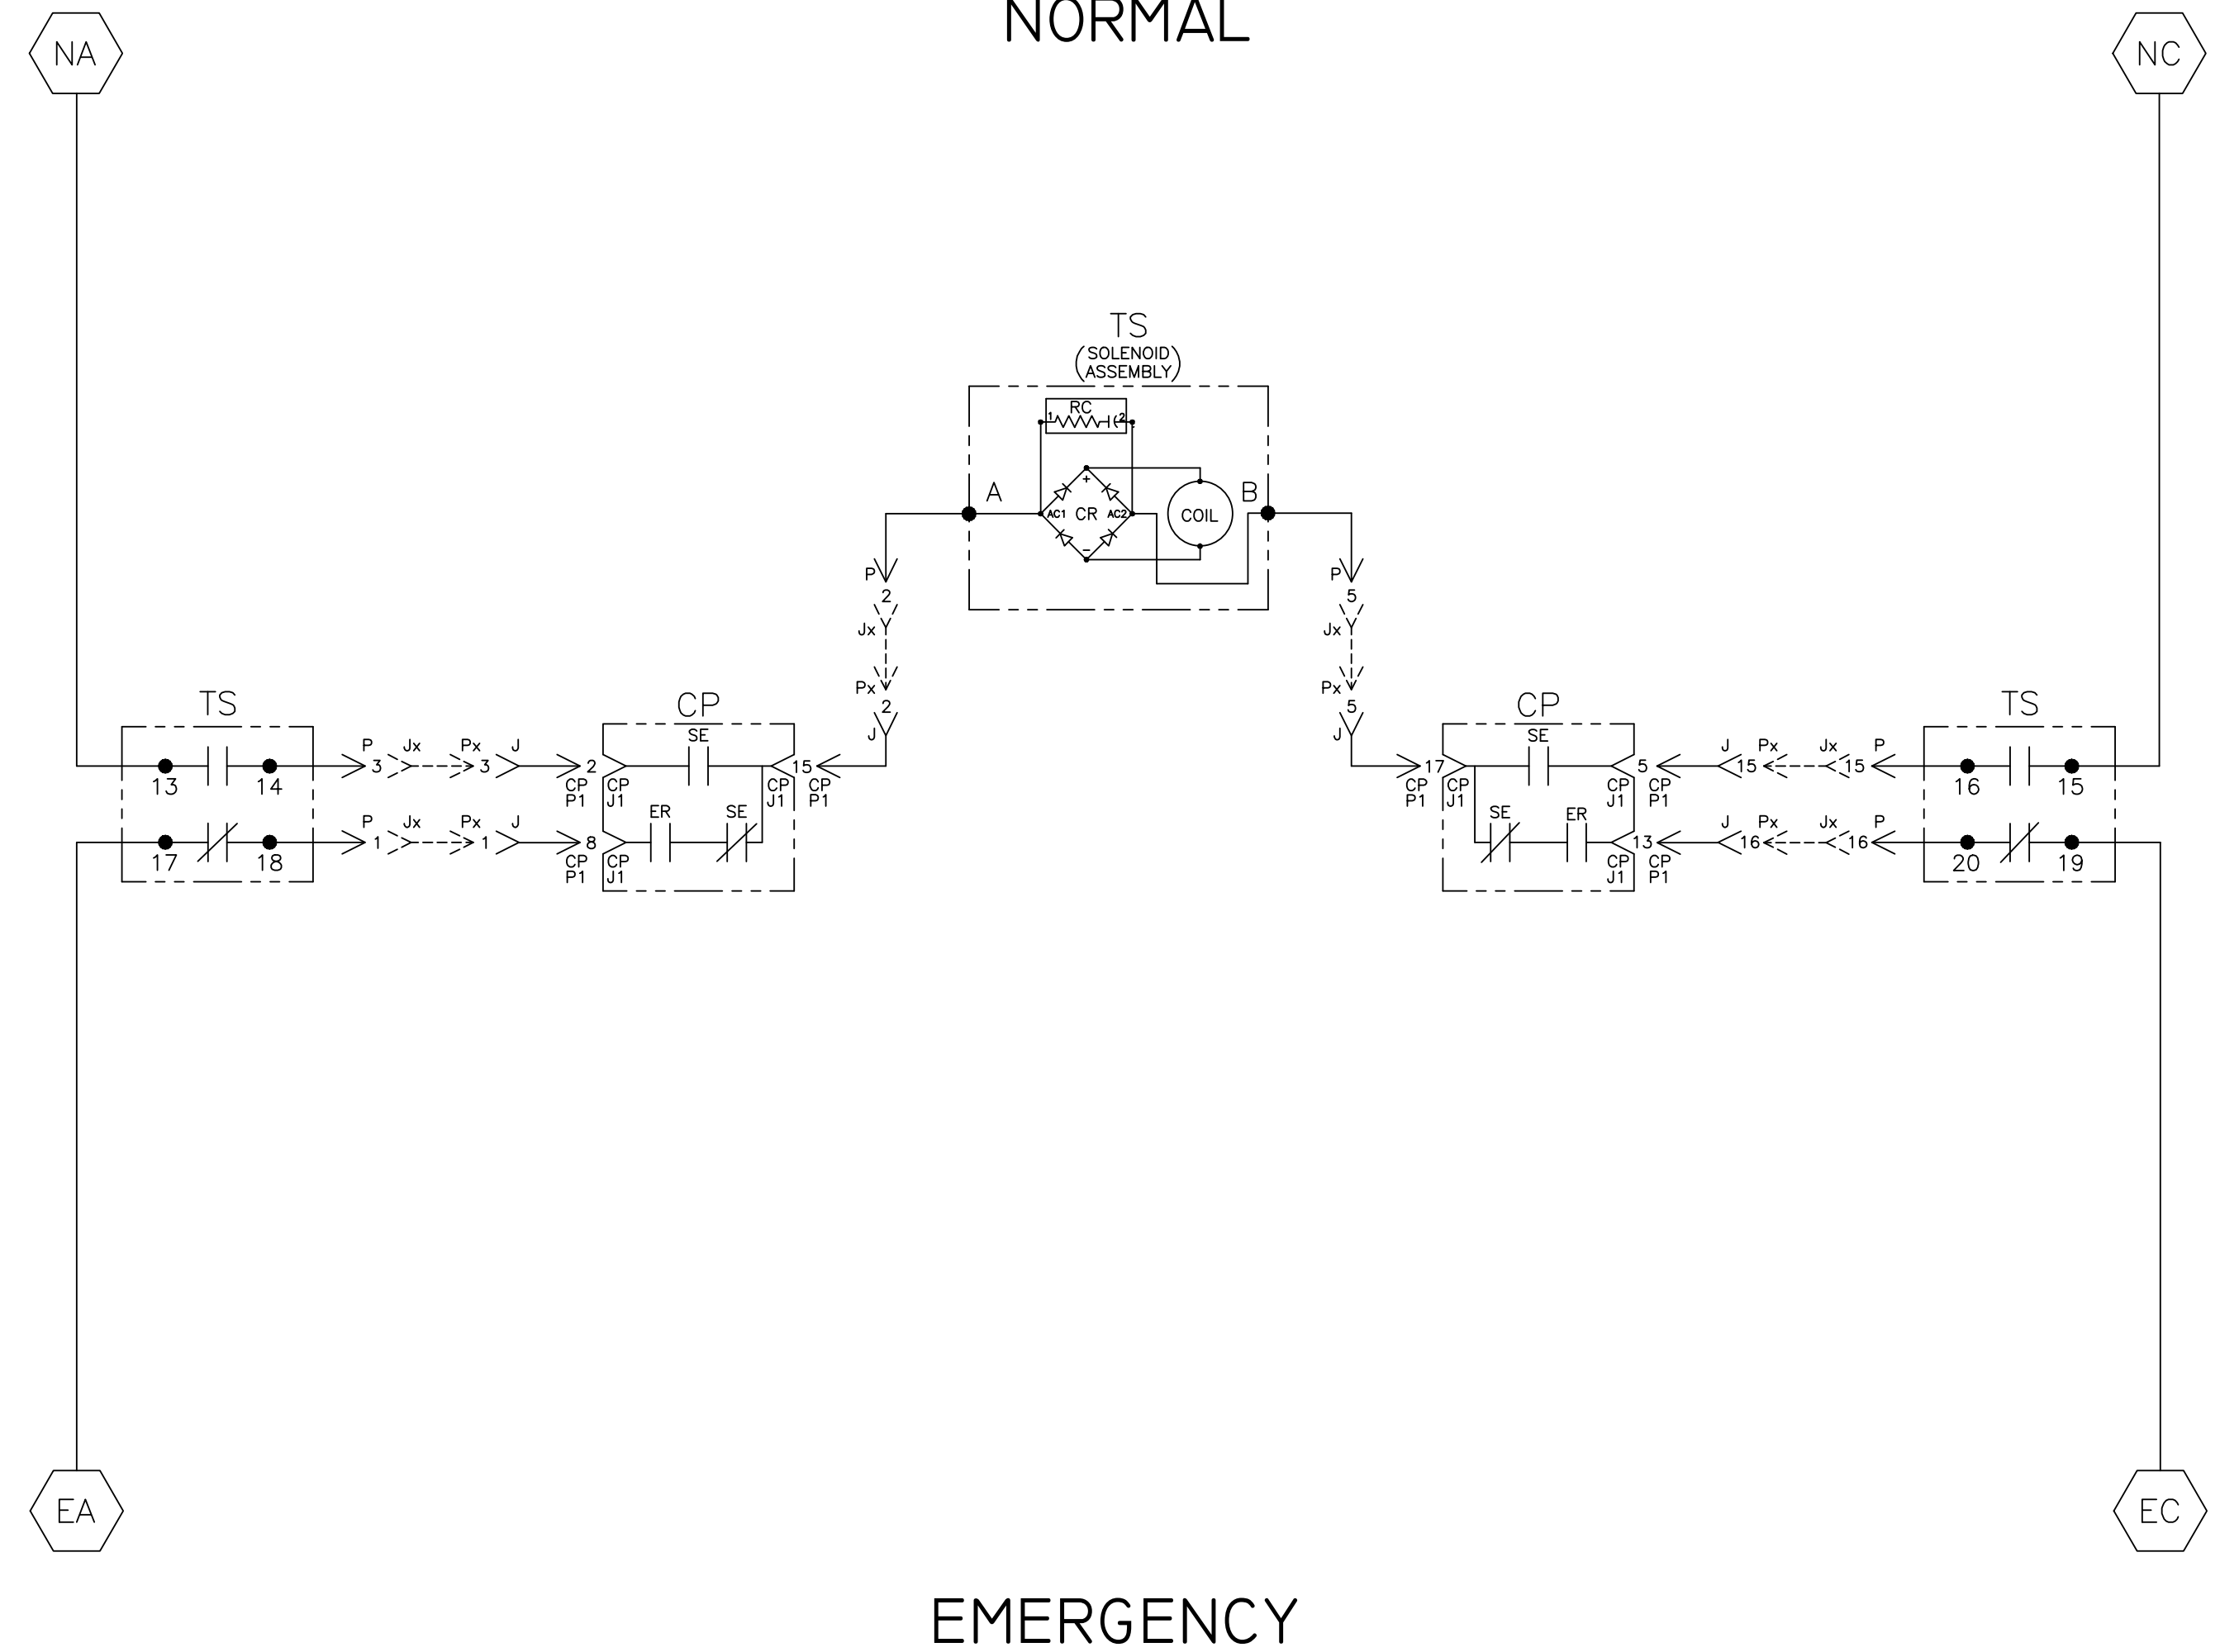 NORMAL
NA
NC
TS
(SOLENOID
ASSEMBLY)
RC
1
2
A
B
+
AC1
CR
AC2
COIL
−
P
P
2
5
Jx
Jx
Px
Px
2
5
J
J
TS
CP
CP
TS
P Jx Px J
SE
SE
J Px Jx P
3
3
2
15
17
5
15
15
13
14
CP
P1
CP
J1
CP
J1
CP
P1
CP
P1
CP
J1
CP
J1
CP
P1
16
15
P Jx Px J
ER
SE
SE
ER
J Px Jx P
1
1
8
13
16
16
17
18
CP
P1
CP
J1
CP
J1
CP
P1
20
19
EA
EC
EMERGENCY